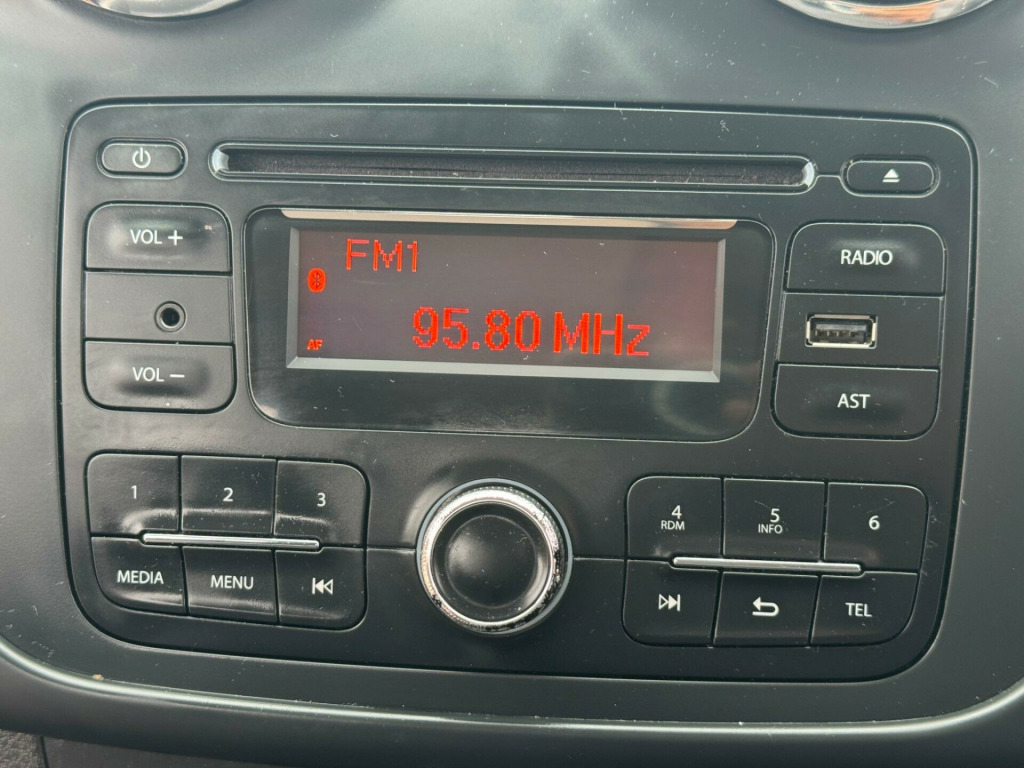 VOL +
FM1
RADIO
95.80 MHz
AF
VOL –
AST
1
2
3
4
RDM
5
INFO
6
MEDIA
MENU
TEL